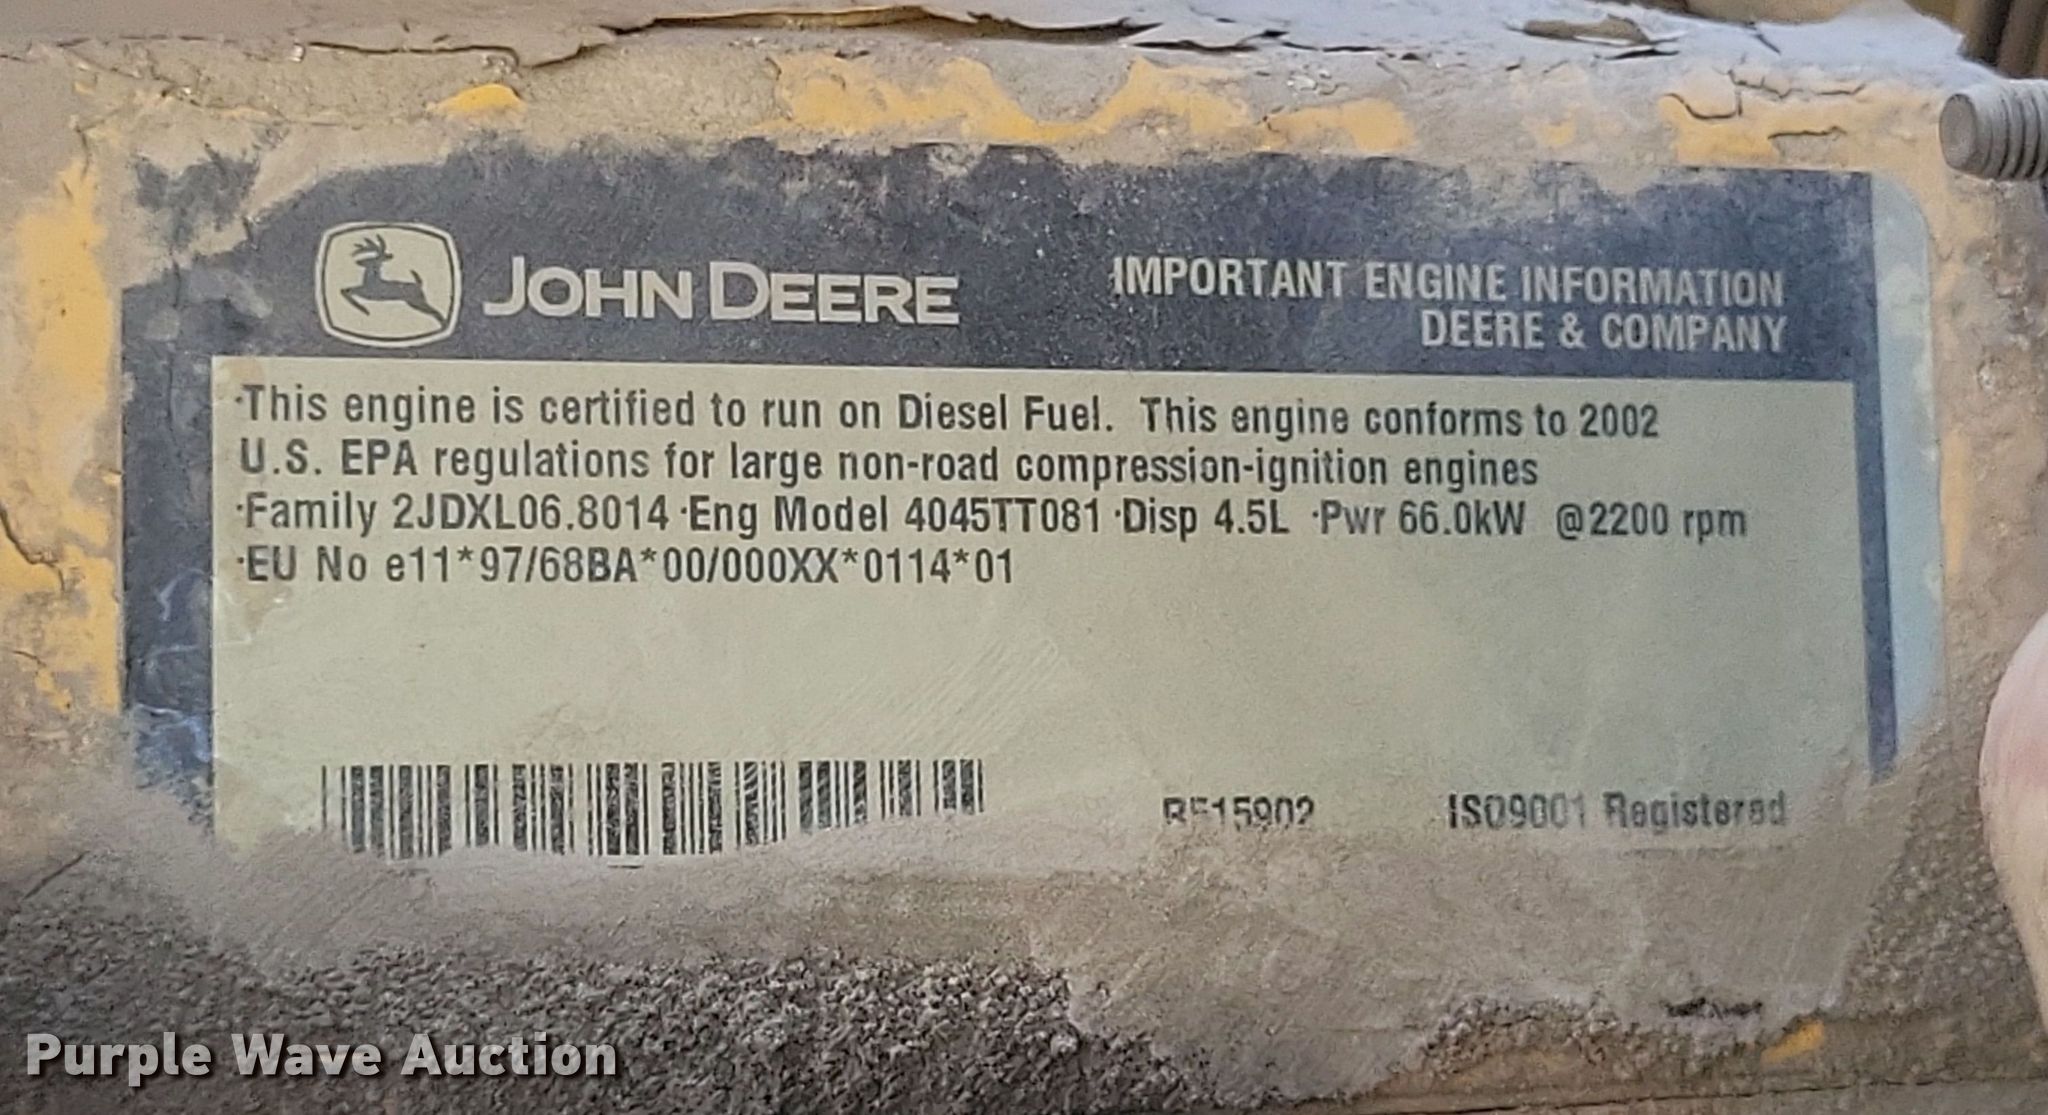 JOHN DEERE
IMPORTANT ENGINE INFORMATION
DEERE & COMPANY
·This engine is certified to run on Diesel Fuel. This engine conforms to 2002
U.S. EPA regulations for large non-road compression-ignition engines
·Family 2JDXL06.8014 ·Eng Model 4045TT081 ·Disp 4.5L ·Pwr 66.0kW @2200 rpm
·EU No e11*97/68BA*00/000XX*0114*01
ISO9001 Registered
Purple Wave Auction